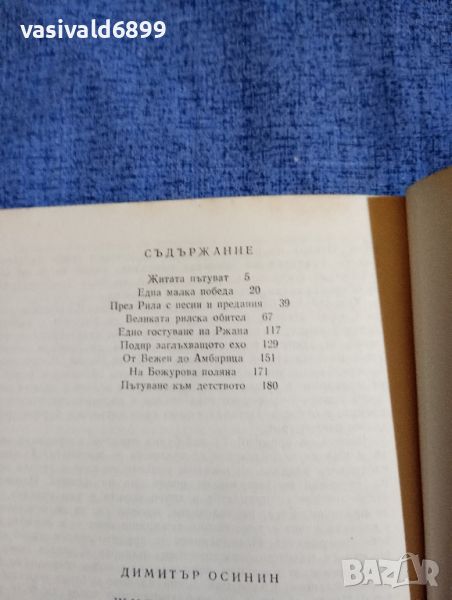 vasivald6899
СЪДЪРЖАНИЕ
Житата пътуват 5
Една малка победа 20
През Рила с песни и предания 39
Великата рилска обител 67
Едно гостуване на Ржана 117
Подир заглъхващото ехо 129
От Вежен до Амбарица 151
На Божурова поляна 171
Пътуване към детството 180
ДИМИТЪР ОСИНИН
BAZAR